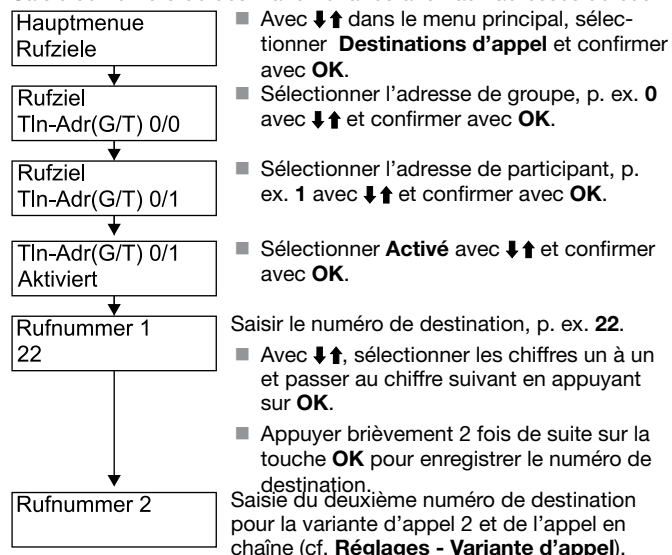 Hauptmenue
Rufziele
■ Avec ⬇⬆ dans le menu principal, sélec-
tionner Destinations d'appel et confirmer
avec OK.
Rufziel
Tln-Adr(G/T) 0/0
■ Sélectionner l'adresse de groupe, p. ex. 0
avec ⬇⬆ et confirmer avec OK.
Rufziel
Tln-Adr(G/T) 0/1
■ Sélectionner l'adresse de participant, p.
ex. 1 avec ⬇⬆ et confirmer avec OK.
Tln-Adr(G/T) 0/1
Aktiviert
■ Sélectionner Activé avec ⬇⬆ et confirmer
avec OK.
Rufnummer 1
22
Saisir le numéro de destination, p. ex. 22.
■ Avec ⬇⬆, sélectionner les chiffres un à un
et passer au chiffre suivant en appuyant
sur OK.
■ Appuyer brièvement 2 fois de suite sur la
touche OK pour enregistrer le numéro de
destination.
Rufnummer 2
Saisie du deuxième numéro de destination
pour la variante d'appel 2 et de l'appel en
chaîne (cf. Réglages - Variante d'appel).